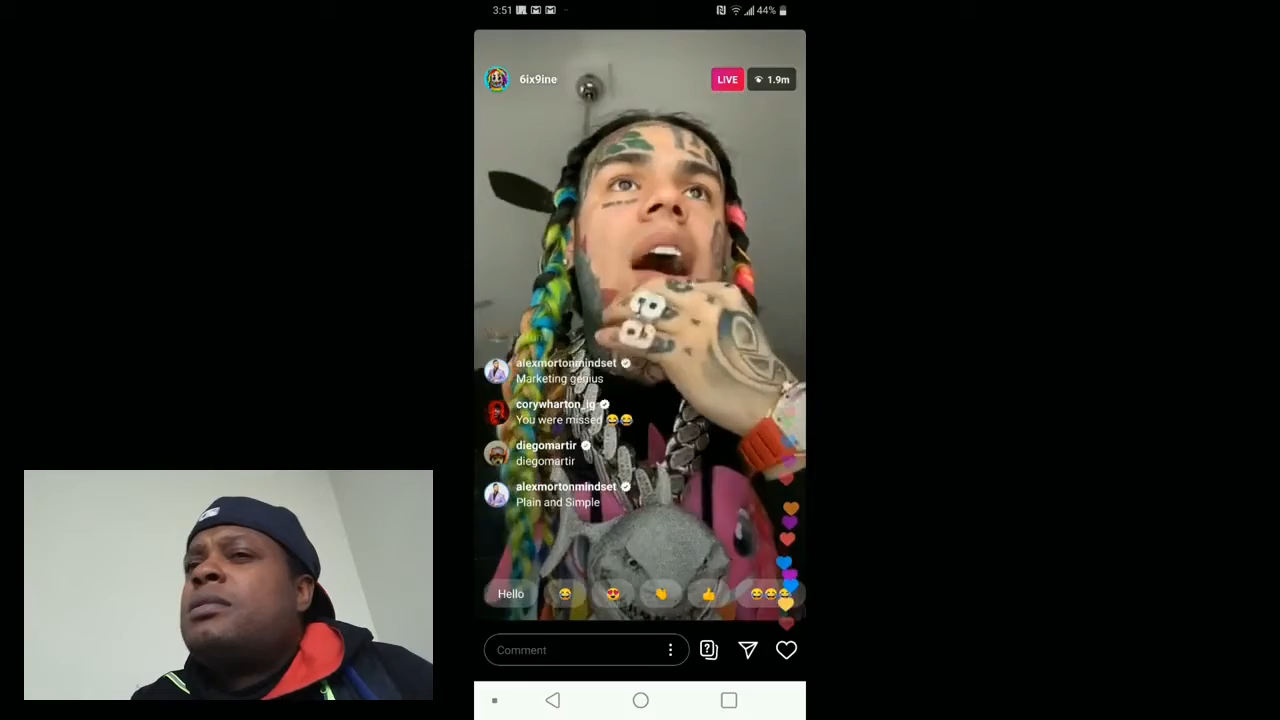 3:51
44%
6ix9ine
LIVE
1.9m
alexmortonmindset
Marketing genius
corywharton_ig
You were missed 😂😂
diegomartir
diegomartir
alexmortonmindset
Plain and Simple
Hello 😂 😍 👏 👍 😂😂😂
Comment